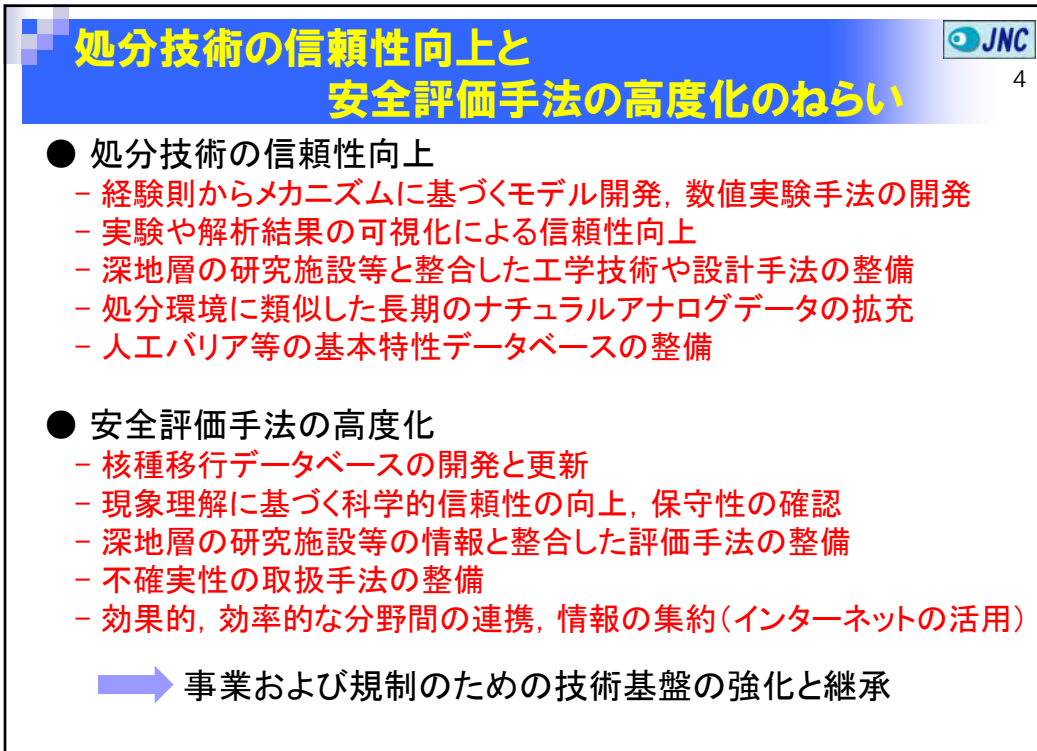 処分技術の信頼性向上と
安全評価手法の高度化のねらい
JNC
4
● 処分技術の信頼性向上
− 経験則からメカニズムに基づくモデル開発，数値実験手法の開発
− 実験や解析結果の可視化による信頼性向上
− 深地層の研究施設等と整合した工学技術や設計手法の整備
− 処分環境に類似した長期のナチュラルアナログデータの拡充
− 人工バリア等の基本特性データベースの整備
● 安全評価手法の高度化
− 核種移行データベースの開発と更新
− 現象理解に基づく科学的信頼性の向上，保守性の確認
− 深地層の研究施設等の情報と整合した評価手法の整備
− 不確実性の取扱手法の整備
− 効果的，効率的な分野間の連携，情報の集約（インターネットの活用）
事業および規制のための技術基盤の強化と継承